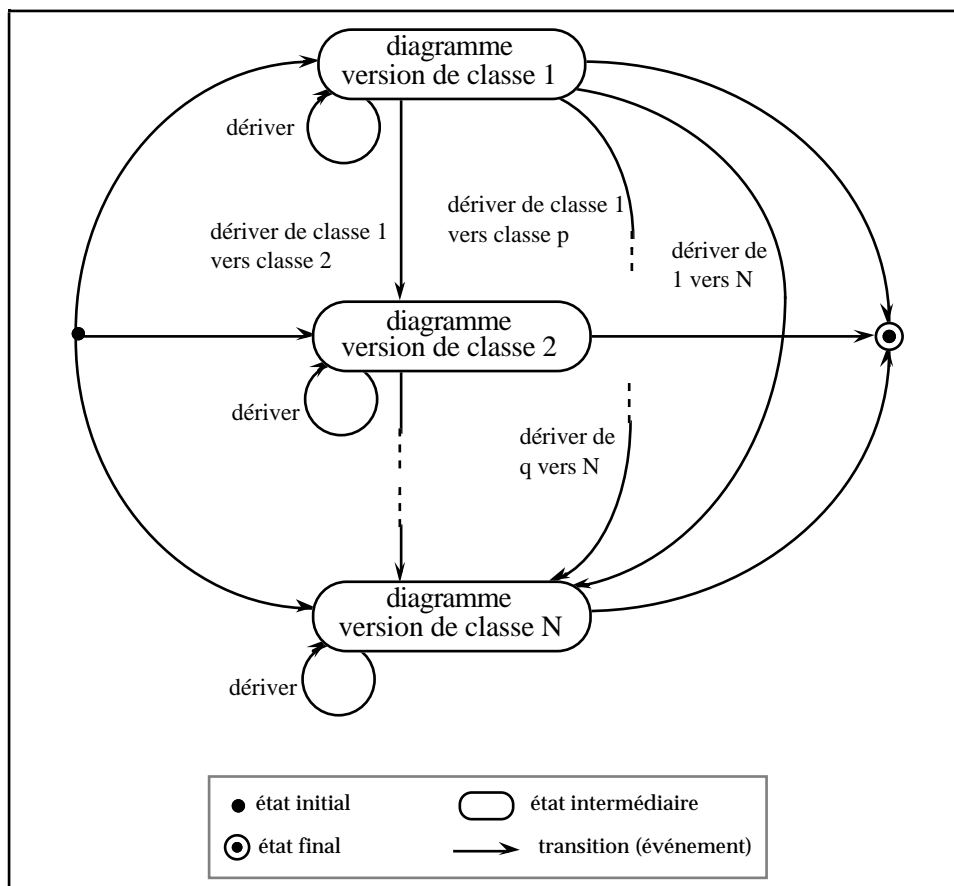 diagramme
version de classe 1
dériver
dériver de classe 1
vers classe 2
dériver de classe 1
vers classe p
dériver de
1 vers N
diagramme
version de classe 2
dériver
dériver de
q vers N
diagramme
version de classe N
dériver
état initial
état intermédiaire
état final
transition (événement)